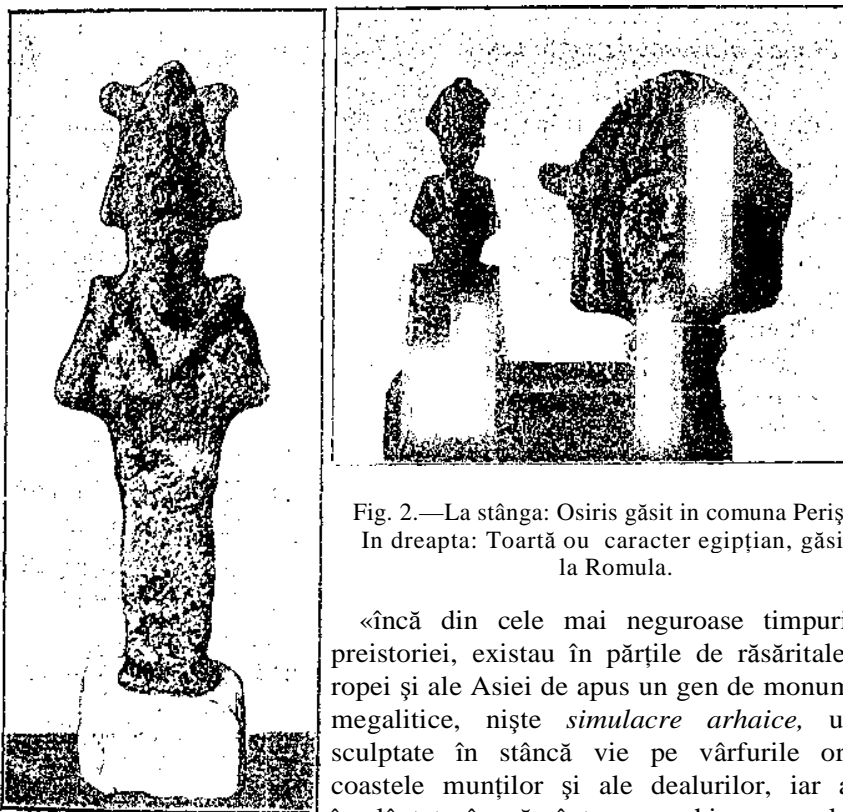 Fig. 2.—La stânga: Osiris găsit in comuna Periş
In dreapta: Toartă ou caracter egipţian, găsi
la Romula.
«încă din cele mai neguroase timpuri
preistoriei, existau în părţile de răsăritale
ropei şi ale Asiei de apus un gen de monum
megalitice, nişte simulacre arhaice, u
sculptate în stâncă vie pe vârfurile or
coastele munţilor şi ale dealurilor, iar a